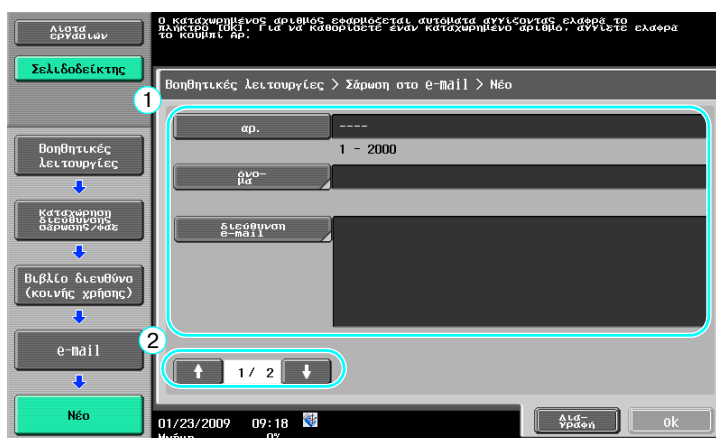 Λίστα
εργασιών
Ο καταχωρημένος αριθμός εφαρμόζεται αυτόματα αγγίζοντας ελαφρά το
πλήκτρο [OK]. Για να καθορίσετε έναν καταχωρημένο αριθμό, αγγίξτε ελαφρά
το κουμπί Αρ.
Σελιδοδείκτης
Βοηθητικές λειτουργίες > Σάρωση στο e-mail > Νέο
1
αρ.
----
1 - 2000
Βοηθητικές
λειτουργίες
όνο-
μα
Καταχώρηση
διεύθυνσης
σάρωσης/φαξ
διεύθυνση
e-mail
Βιβλίο διευθύνσ
(κοινής χρήσης)
2
e-mail
1/ 2
Νέο
01/23/2009 09:18
Μνήμη 0%
Δια-
γραφή
ok